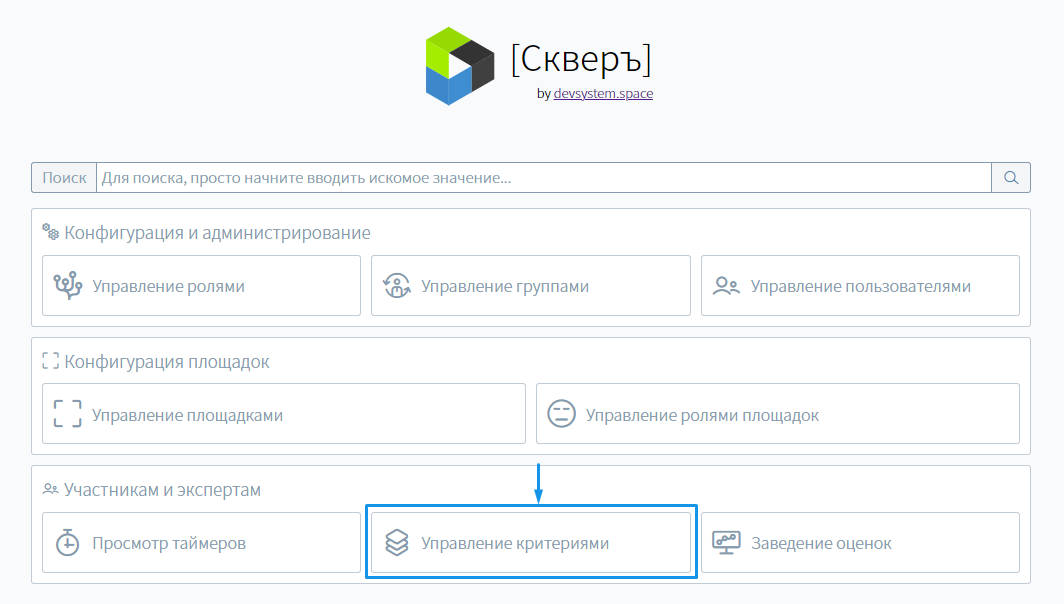 [Скверъ]
by devsystem.space
Поиск Для поиска, просто начните вводить искомое значение...
Конфигурация и администрирование
Управление ролями Управление группами Управление пользователями
Конфигурация площадок
Управление площадками Управление ролями площадок
Участникам и экспертам
Просмотр таймеров Управление критериями Заведение оценок